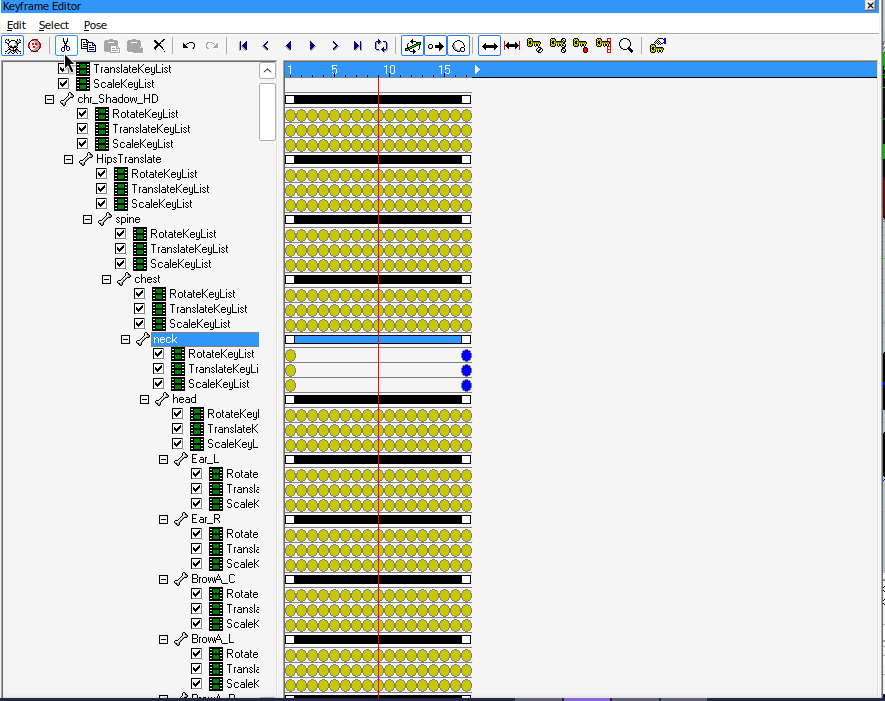 Keyframe Editor
Edit Select Pose
1 5 10 15
TranslateKeyList
ScaleKeyList
chr_Shadow_HD
RotateKeyList
TranslateKeyList
ScaleKeyList
HipsTranslate
RotateKeyList
TranslateKeyList
ScaleKeyList
spine
RotateKeyList
TranslateKeyList
ScaleKeyList
chest
RotateKeyList
TranslateKeyList
ScaleKeyList
neck
RotateKeyList
TranslateKeyLi
ScaleKeyList
head
RotateKeyl
TranslateK
ScaleKeyL
Ear_L
Rotate
Transla
ScaleK
Ear_R
Rotate
Transla
ScaleK
BrowA_C
Rotate
Transla
ScaleK
BrowA_L
Rotate
Transla
ScaleK